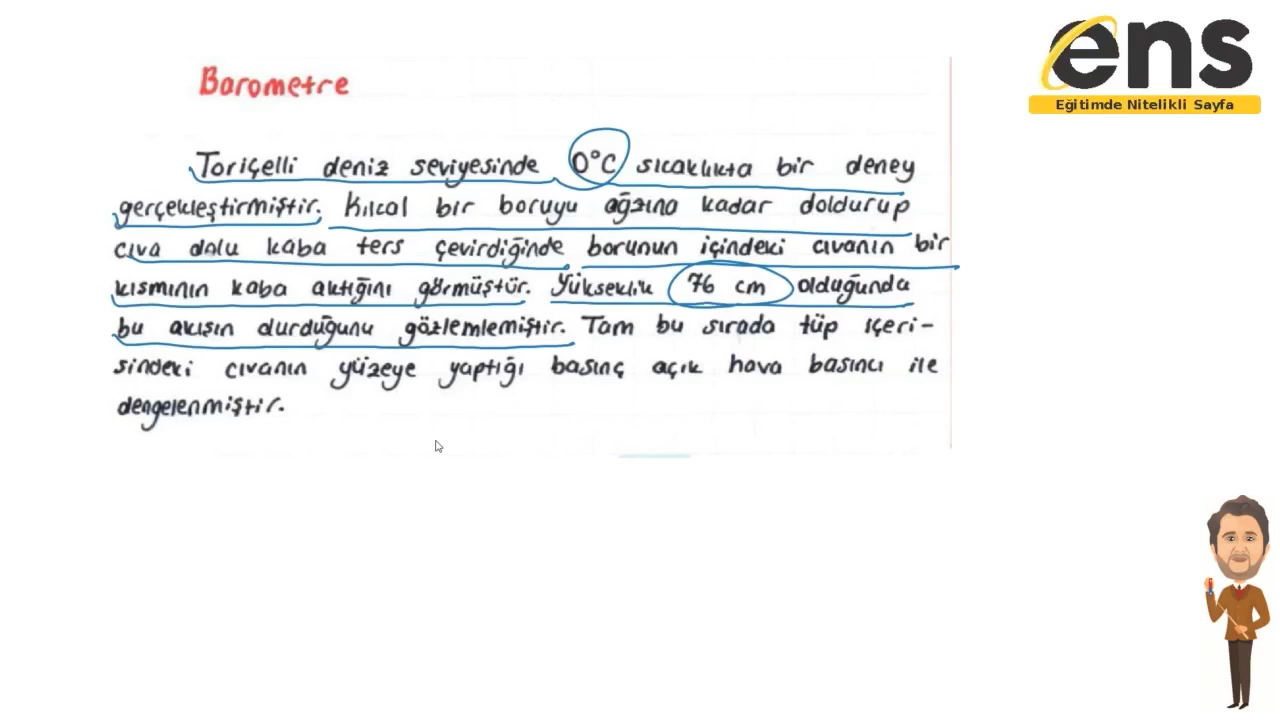 ens
Eğitimde Nitelikli Sayfa
Barometre
Toriçelli deniz seviyesinde 0°C sıcaklıkta bir deney
gerçekleştirmiştir. Kılcal bir boruyu ağzına kadar doldurup
cıva dolu kaba ters çevirdiğinde borunun içindeki cıvanın bir
kısmının kaba aktığını görmüştür. Yükseklik 76 cm olduğunda
bu akışın durduğunu gözlemlemiştir. Tam bu sırada tüp içeri-
sindeki cıvanın yüzeye yaptığı basınç açık hava basıncı ile
dengelenmiştir.